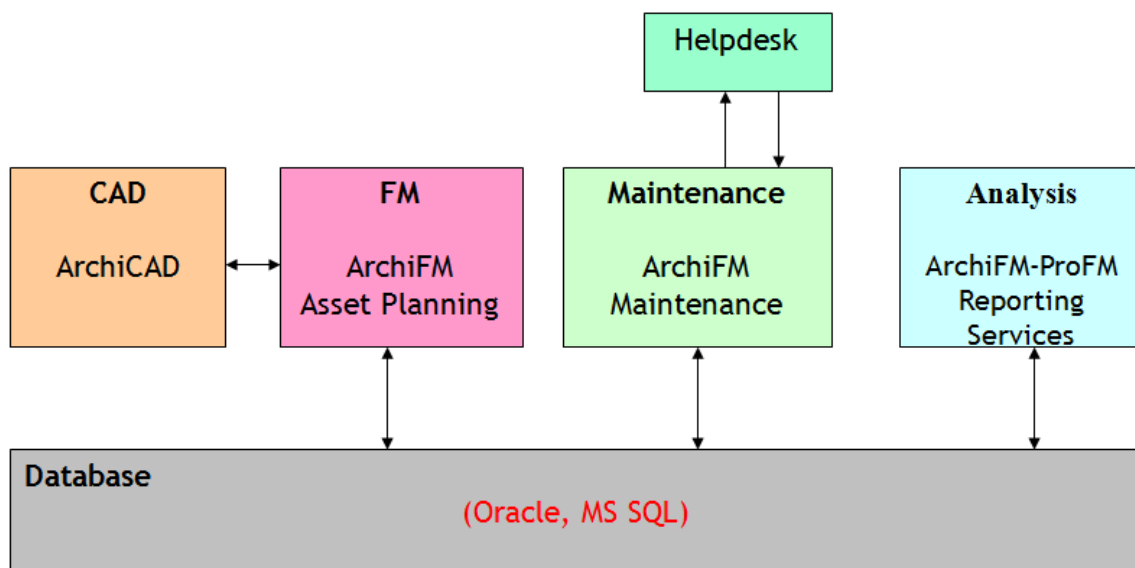 Helpdesk
CAD
ArchiCAD
FM
ArchiFM
Asset Planning
Maintenance
ArchiFM
Maintenance
Analysis
ArchiFM-ProFM
Reporting
Services
Database
(Oracle, MS SQL)